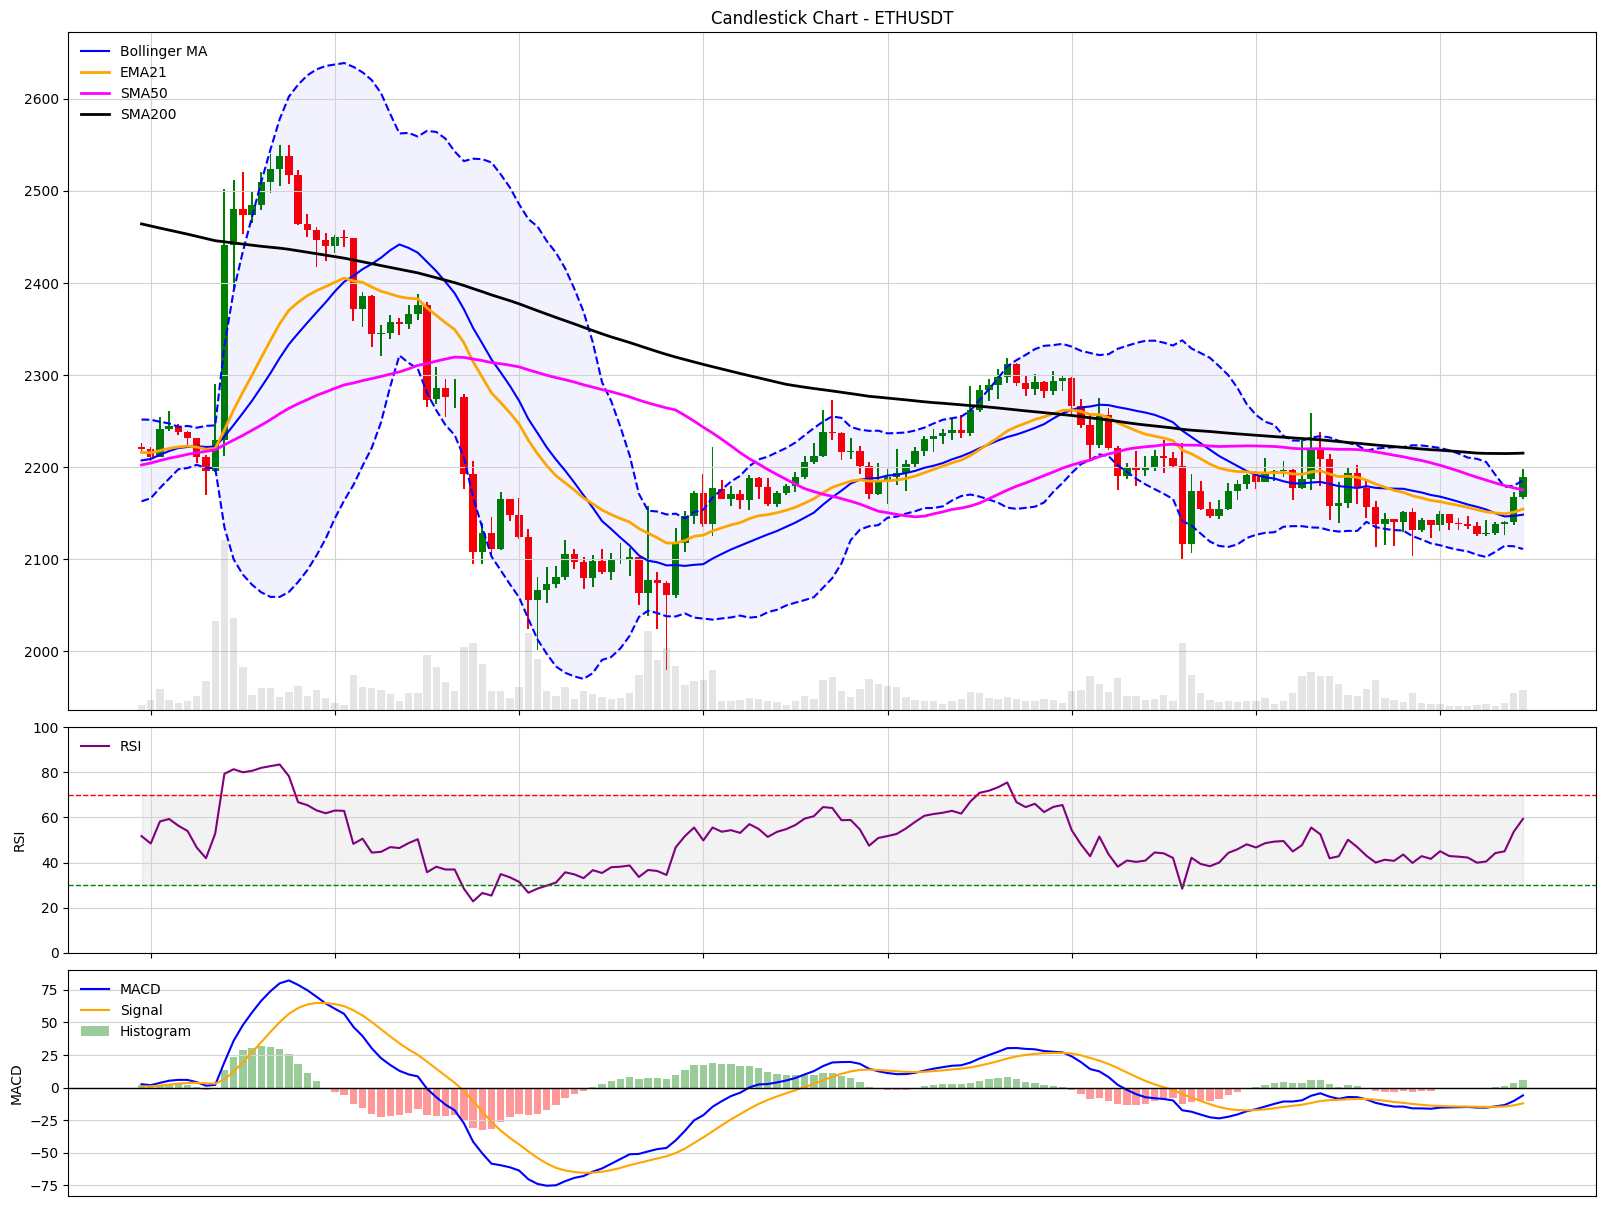 Candlestick Chart - ETHUSDT
Bollinger MA
EMA21
SMA50
SMA200
2600
2500
2400
2300
2200
2100
2000
RSI
100
80
60
40
20
0
RSI
MACD
Signal
Histogram
75
50
25
0
−25
−50
−75
MACD